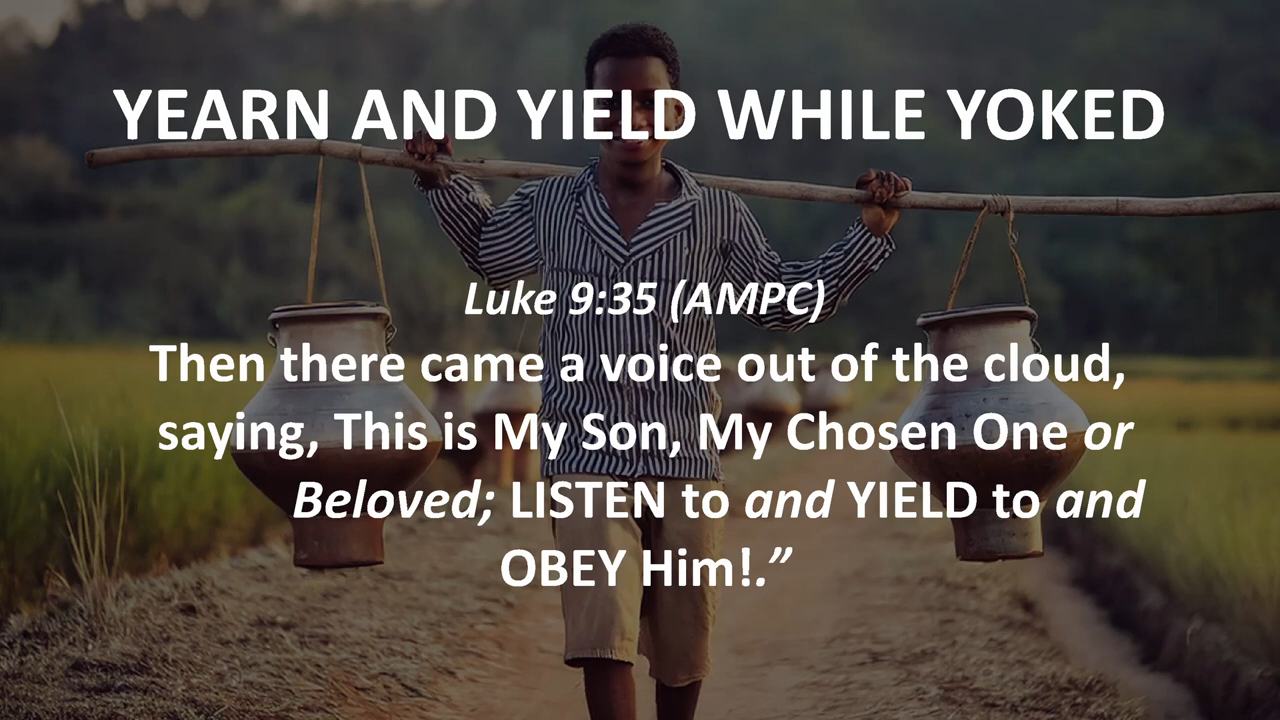 YEARN AND YIELD WHILE YOKED
Luke 9:35 (AMPC)
Then there came a voice out of the cloud,
saying, This is My Son, My Chosen One or
Beloved; LISTEN to and YIELD to and
OBEY Him!.”